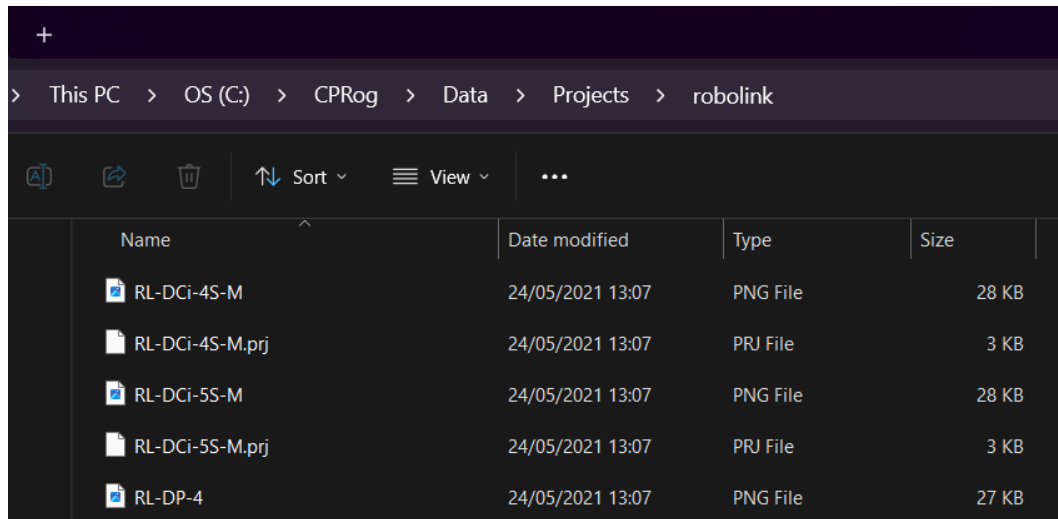 +
> This PC > OS (C:) > CPRog > Data > Projects > robolink
Sort View •••
Name Date modified Type Size
RL-DCi-4S-M 24/05/2021 13:07 PNG File 28 KB
RL-DCi-4S-M.prj 24/05/2021 13:07 PRJ File 3 KB
RL-DCi-5S-M 24/05/2021 13:07 PNG File 28 KB
RL-DCi-5S-M.prj 24/05/2021 13:07 PRJ File 3 KB
RL-DP-4 24/05/2021 13:07 PNG File 27 KB